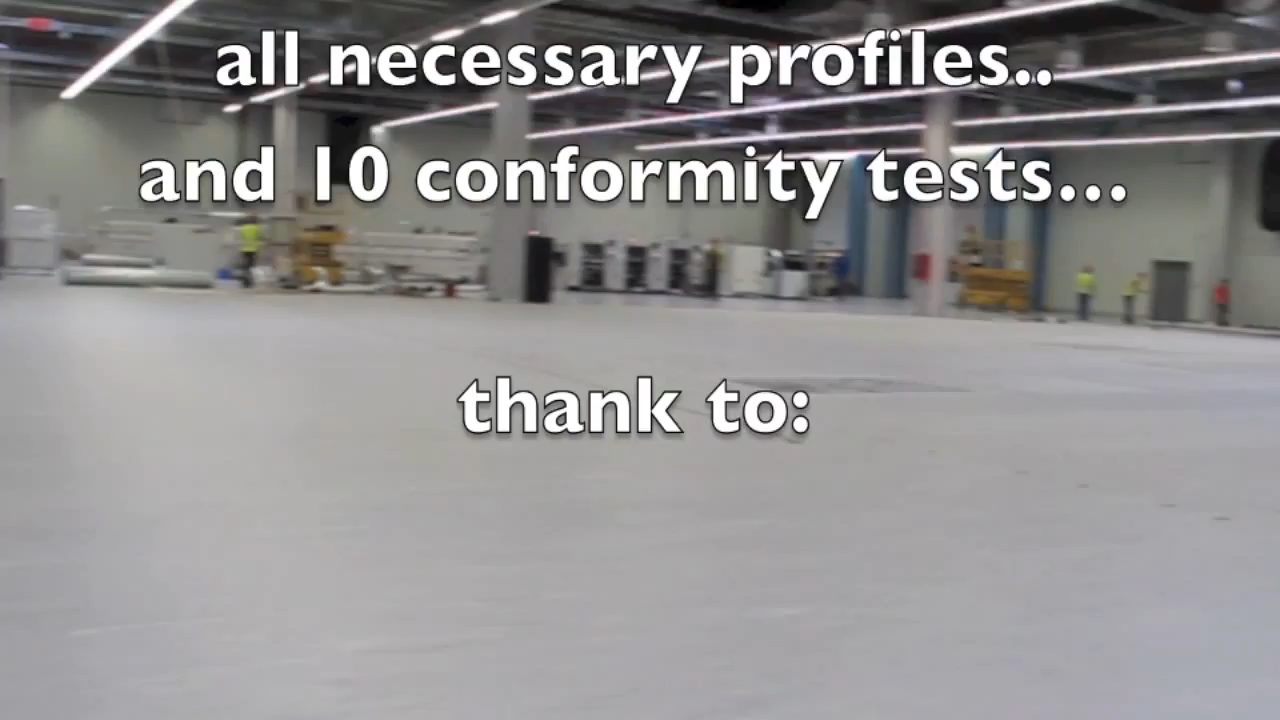 all necessary profiles..
and 10 conformity tests...
thank to: